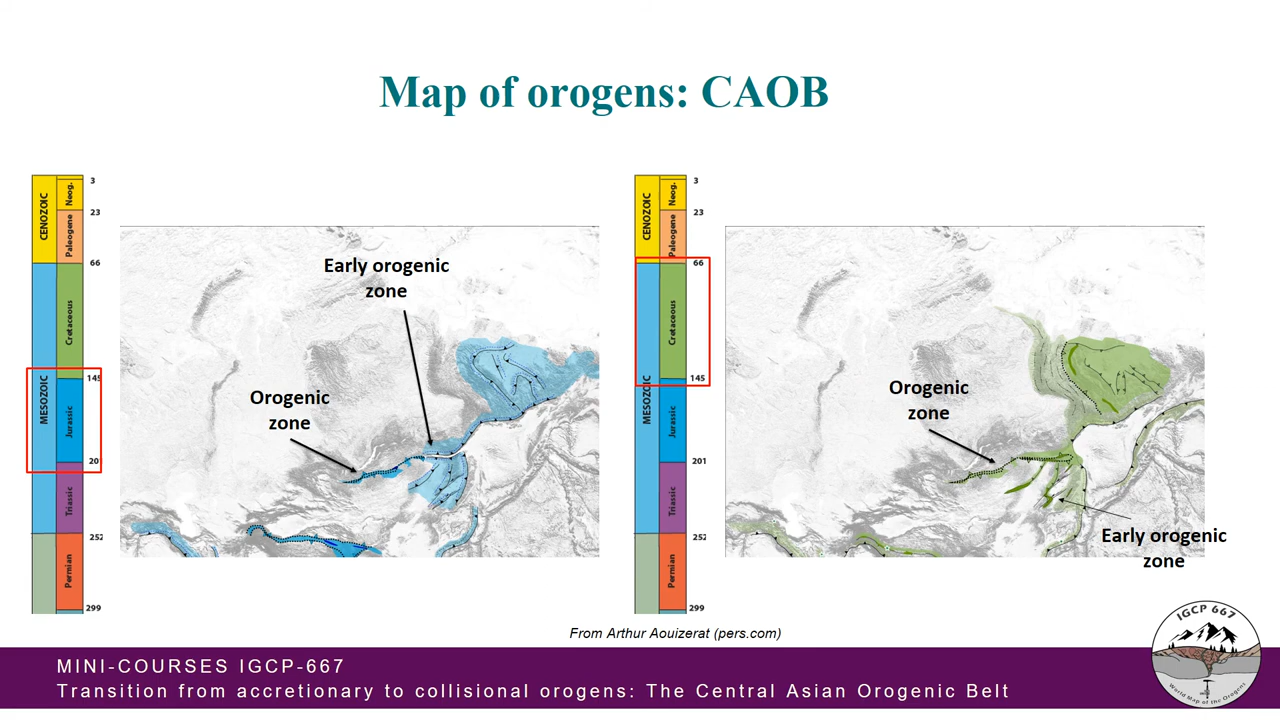 Map of orogens: CAOB
CENOZOIC
Neog.
3
23
Paleogene
66
Cretaceous
145
MESOZOIC
Jurassic
201
Triassic
252
Permian
299
Early orogenic
zone
Orogenic
zone
CENOZOIC
Neog.
3
23
Paleogene
66
Cretaceous
145
MESOZOIC
Jurassic
201
Triassic
252
Permian
299
Orogenic
zone
Early orogenic
zone
From Arthur Aouizerat (pers.com)
MINI-COURSES IGCP-667
Transition from accretionary to collisional orogens: The Central Asian Orogenic Belt
IGCP 667
World Map of the Orogens